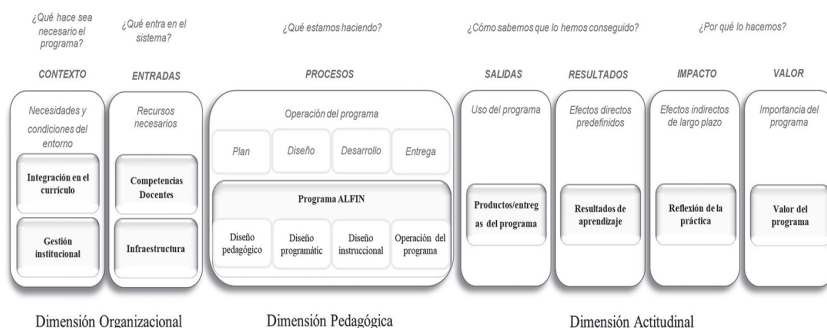 ¿Qué hace sea
necesario el
programa?
¿Qué entra en el
sistema?
¿Qué estamos haciendo?
¿Cómo sabemos que lo hemos conseguido?
¿Por qué lo hacemos?
CONTEXTO
ENTRADAS
PROCESOS
SALIDAS
RESULTADOS
IMPACTO
VALOR
Necesidades y
condiciones del
entorno
Integración en el
currículo
Gestión
institucional
Recursos
necesarios
Competencias
Docentes
Infraestructura
Operación del programa
Plan
Diseño
Desarrollo
Entrega
Programa ALFIN
Diseño
pedagógico
Diseño
programátic
Diseño
instruccional
Operación del
programa
Uso del programa
Productos/entreg
as del programa
Efectos directos
predefinidos
Resultados de
aprendizaje
Efectos indirectos
de largo plazo
Reflexión de la
práctica
Importancia del
programa
Valor del
programa
Dimensión Organizacional
Dimensión Pedagógica
Dimensión Actitudinal